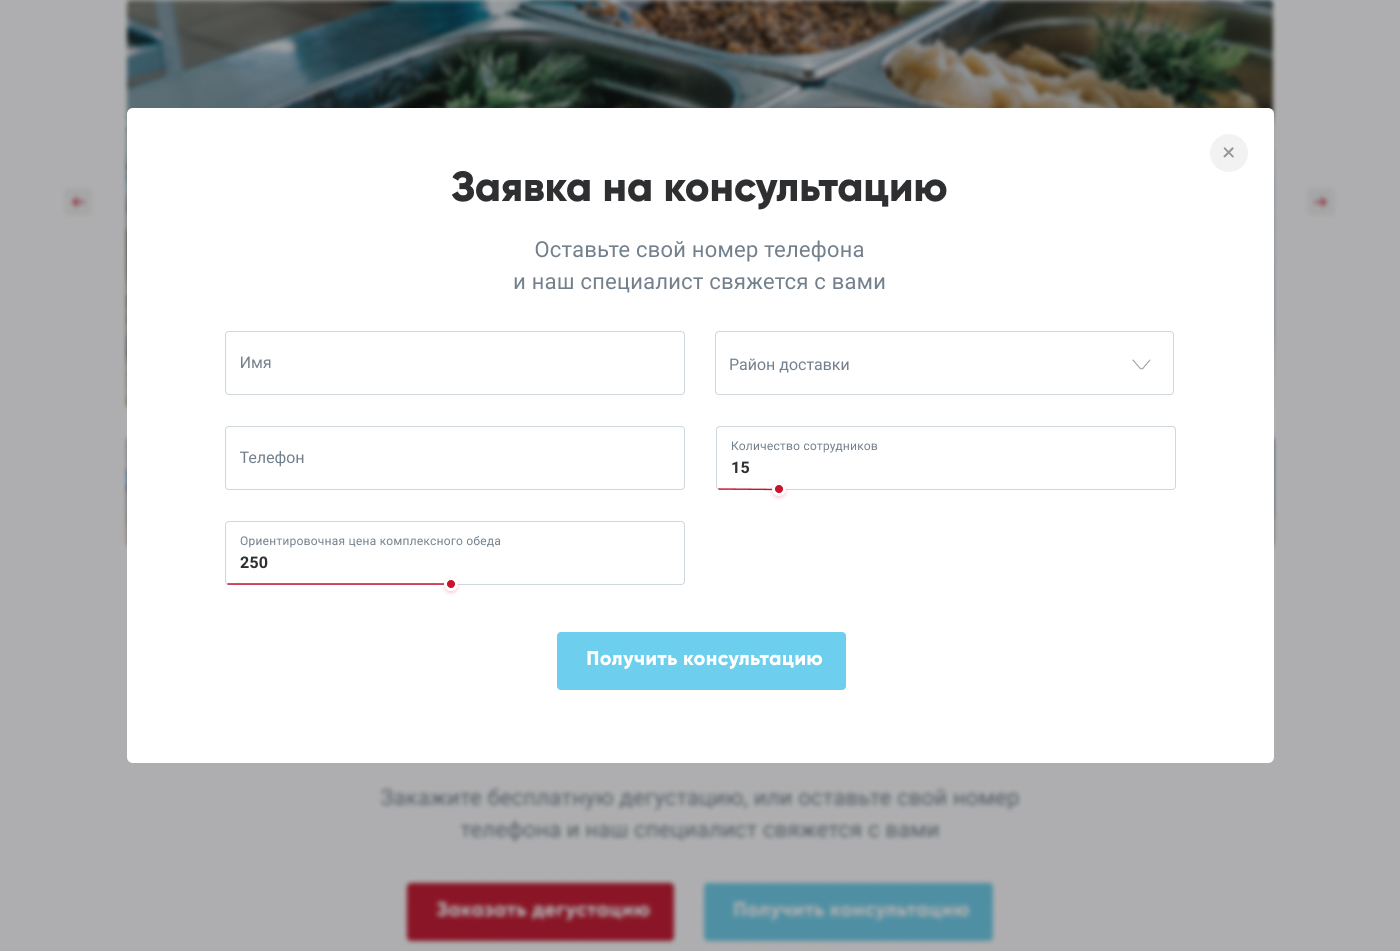 Заявка на консультацию
Оставьте свой номер телефона
и наш специалист свяжется с вами
Имя
Район доставки
Телефон
Количество сотрудников
15
Ориентировочная цена комплексного обеда
250
Получить консультацию
Закажите бесплатную дегустацию, или оставьте свой номер
телефона и наш специалист свяжется с вами
Заказать дегустацию
Получить консультацию